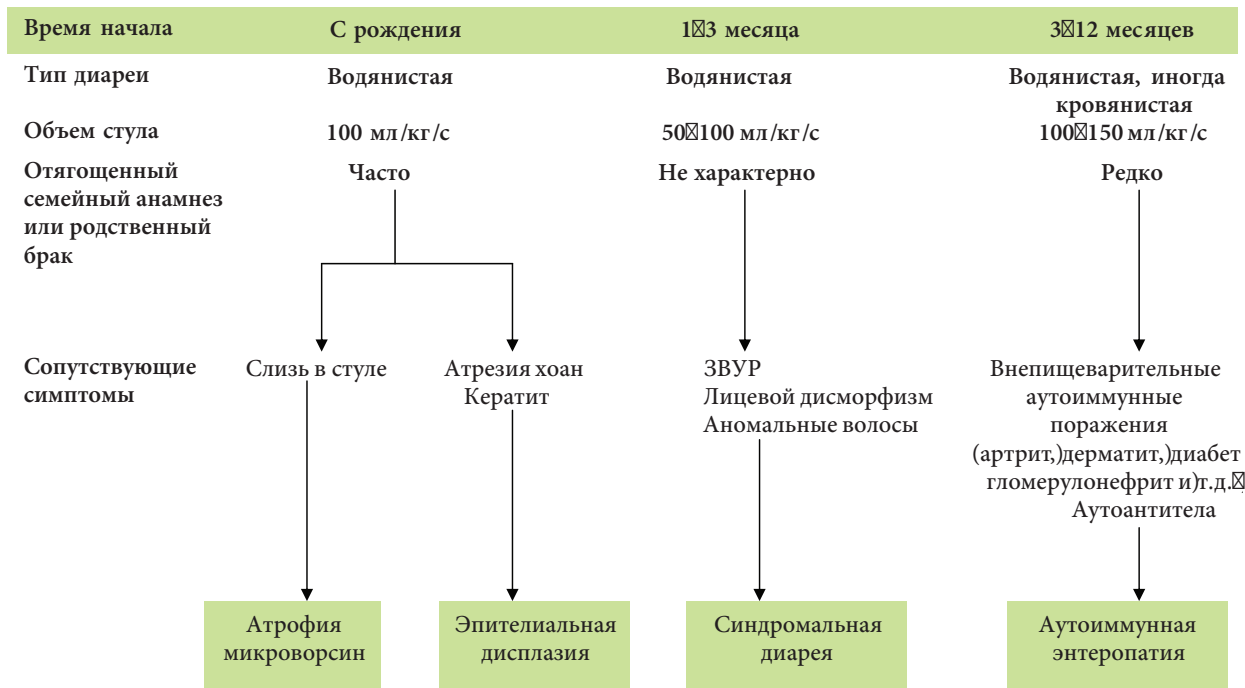 Время начала С рождения 1☒3 месяца 3☒12 месяцев
Тип диареи Водянистая Водянистая Водянистая, иногда
кровянистая
Объем стула 100 мл/кг/с 50☒100 мл/кг/с 100☒150 мл/кг/с
Отягощенный Часто Не характерно Редко
семейный анамнез
или родственный
брак
Сопутствующие Слизь в стуле Атрезия хоан ЗВУР Внепищеварительные
симптомы Кератит Лицевой дисморфизм аутоиммунные
Аномальные волосы поражения
(артрит,)дерматит,)диабет
гломерулонефрит и)т.д.☒
Аутоантитела
Атрофия Эпителиальная Синдромальная Аутоиммунная
микроворсин дисплазия диарея энтеропатия